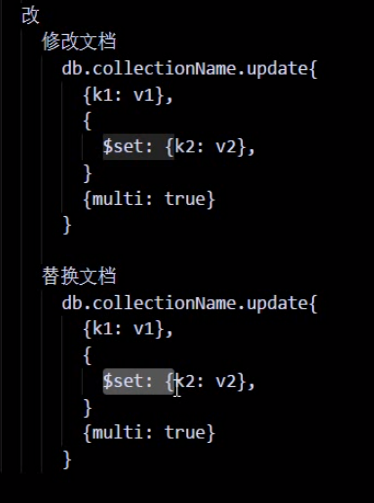 改
修改文档
db.collectionName.update{
{k1: v1},
{
$set: {k2: v2},
}
{multi: true}
}
替换文档
db.collectionName.update{
{k1: v1},
{
$set: {k2: v2},
}
{multi: true}
}